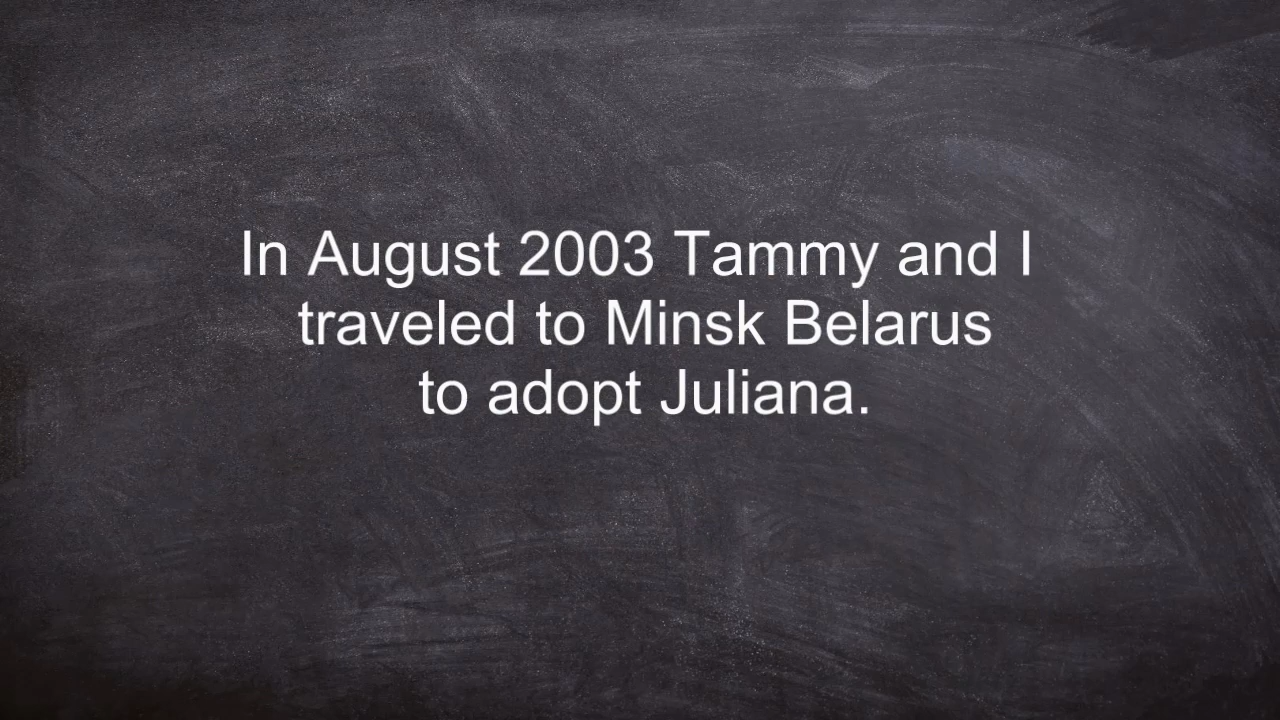 In August 2003 Tammy and I
traveled to Minsk Belarus
to adopt Juliana.